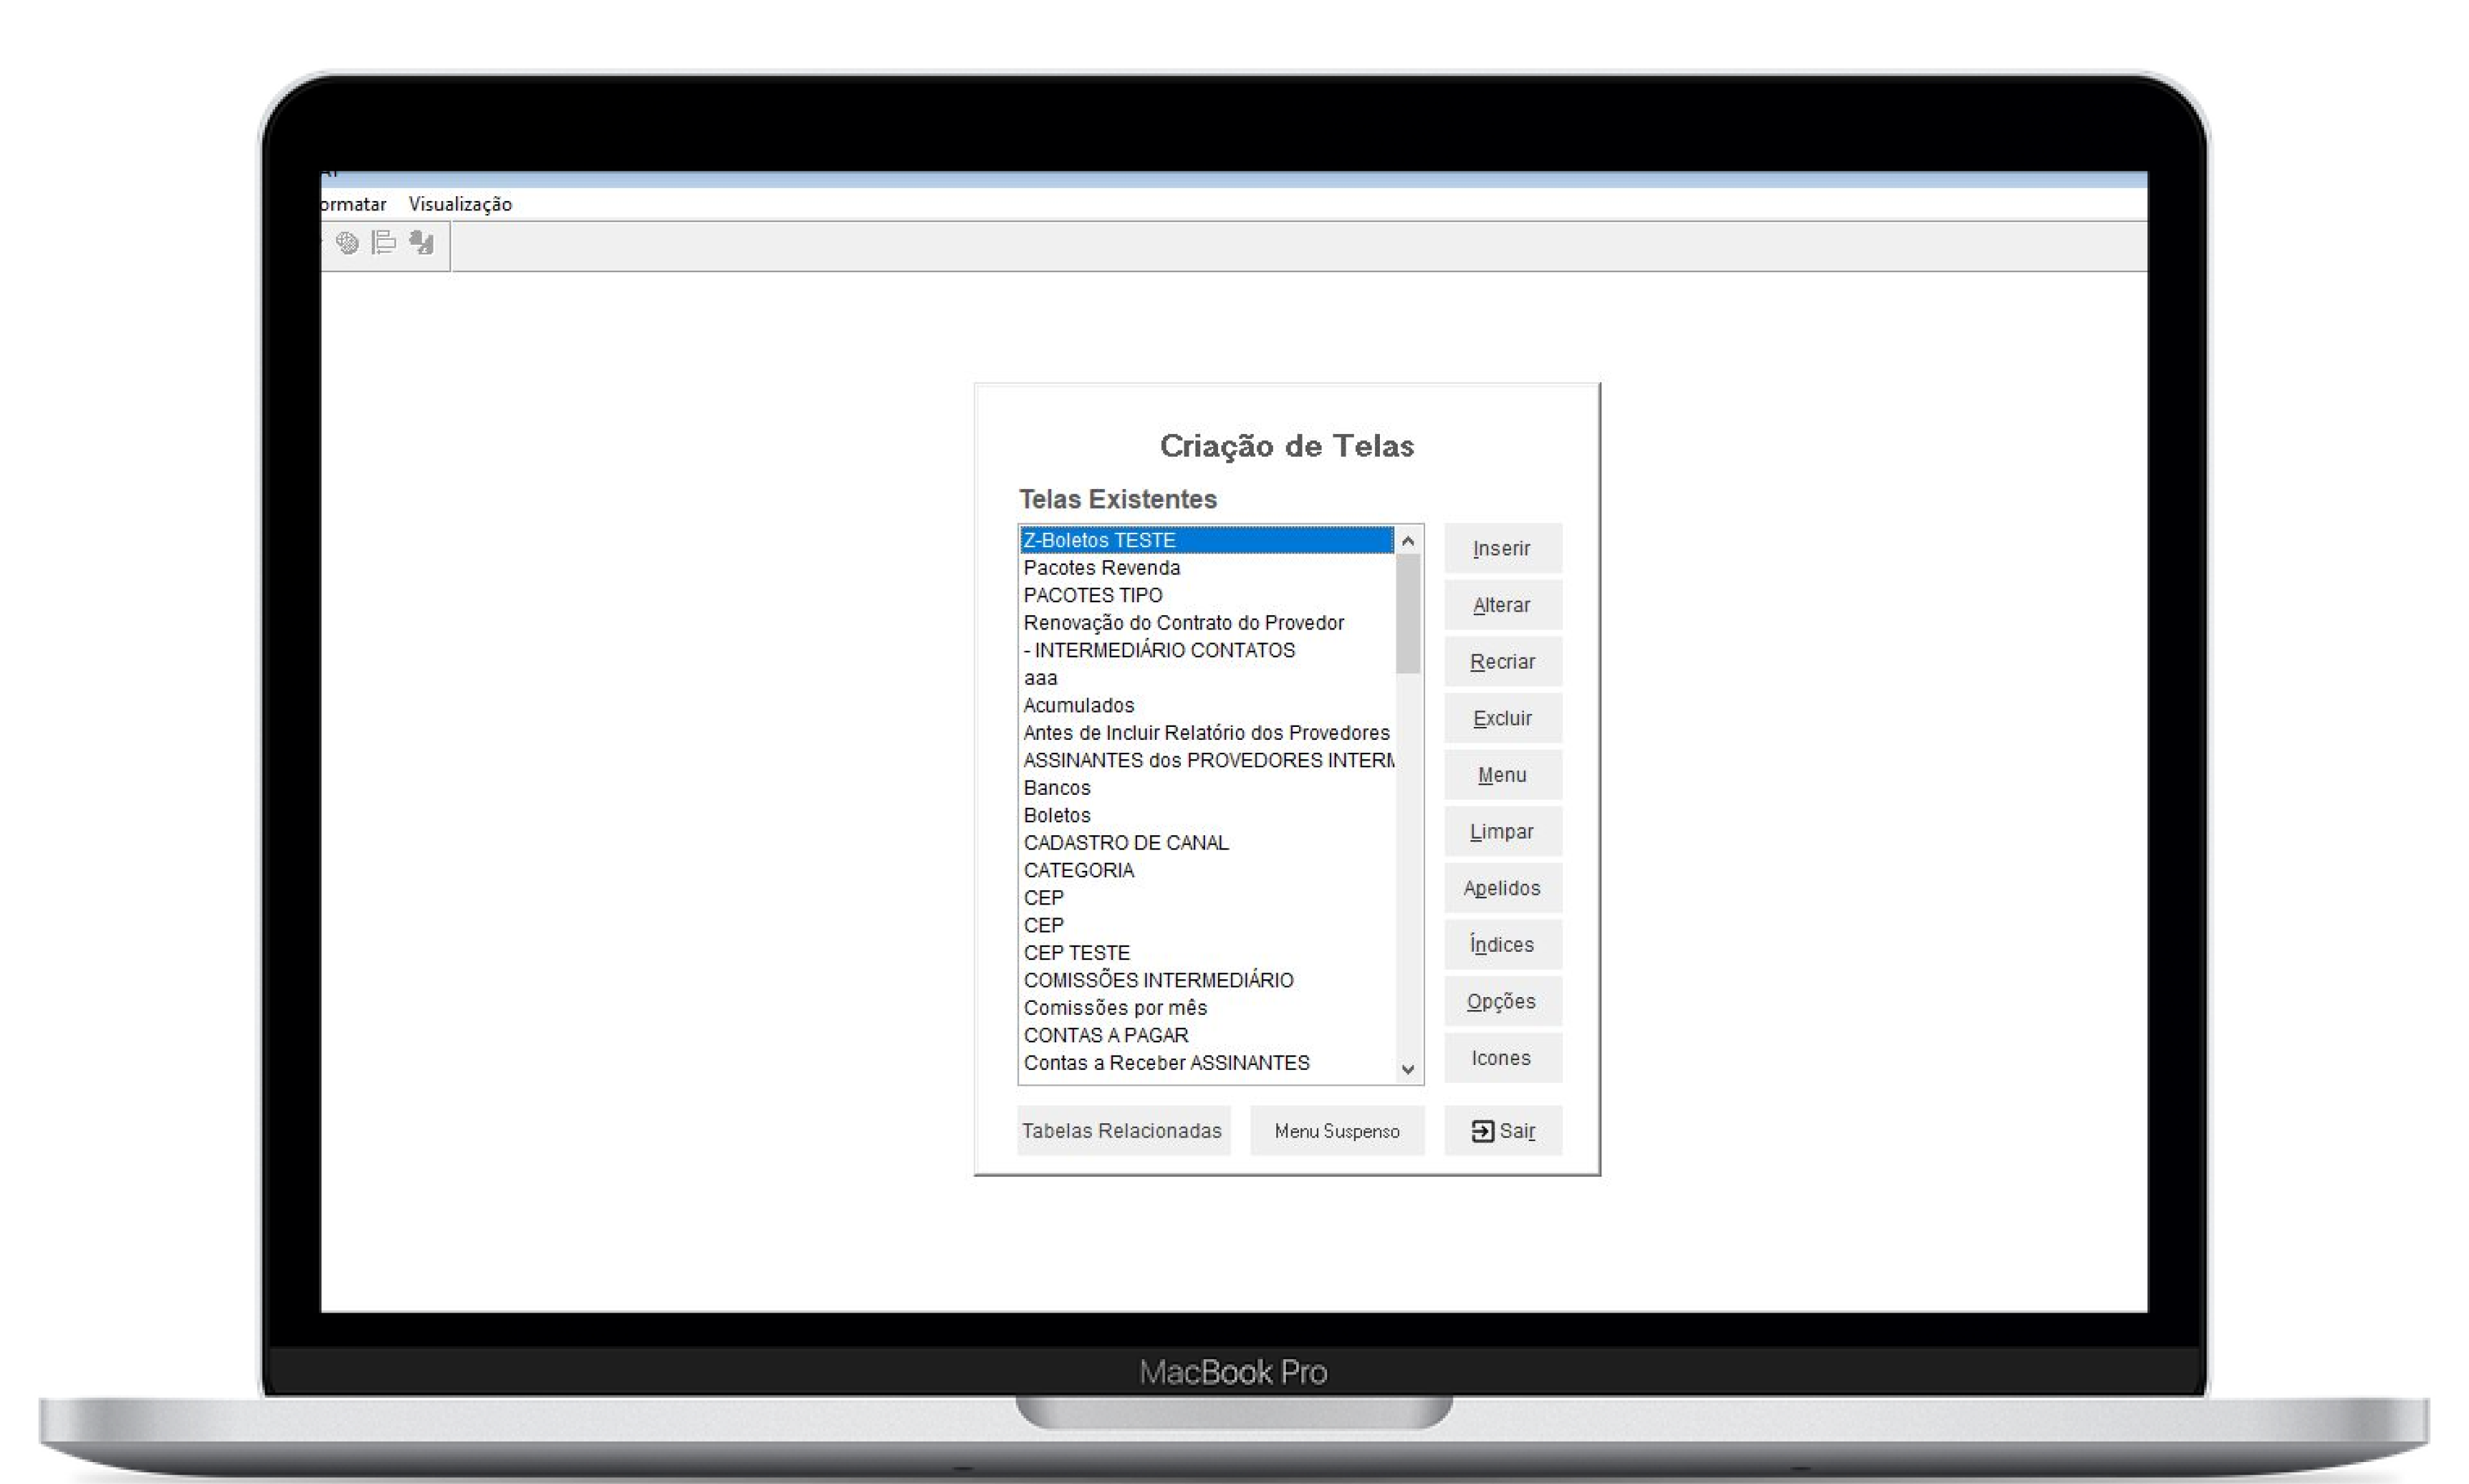 ormatar Visualização
Criação de Telas
Telas Existentes
Z-Boletos TESTE
Pacotes Revenda
PACOTES TIPO
Renovação do Contrato do Provedor
- INTERMEDIÁRIO CONTATOS
aaa
Acumulados
Antes de Incluir Relatório dos Provedores
ASSINANTES dos PROVEDORES INTERM
Bancos
Boletos
CADASTRO DE CANAL
CATEGORIA
CEP
CEP
CEP TESTE
COMISSÕES INTERMEDIÁRIO
Comissões por mês
CONTAS A PAGAR
Contas a Receber ASSINANTES
Inserir
Alterar
Recriar
Excluir
Menu
Limpar
Apelidos
Índices
Opções
Icones
Tabelas Relacionadas
Menu Suspenso
Sair
MacBook Pro